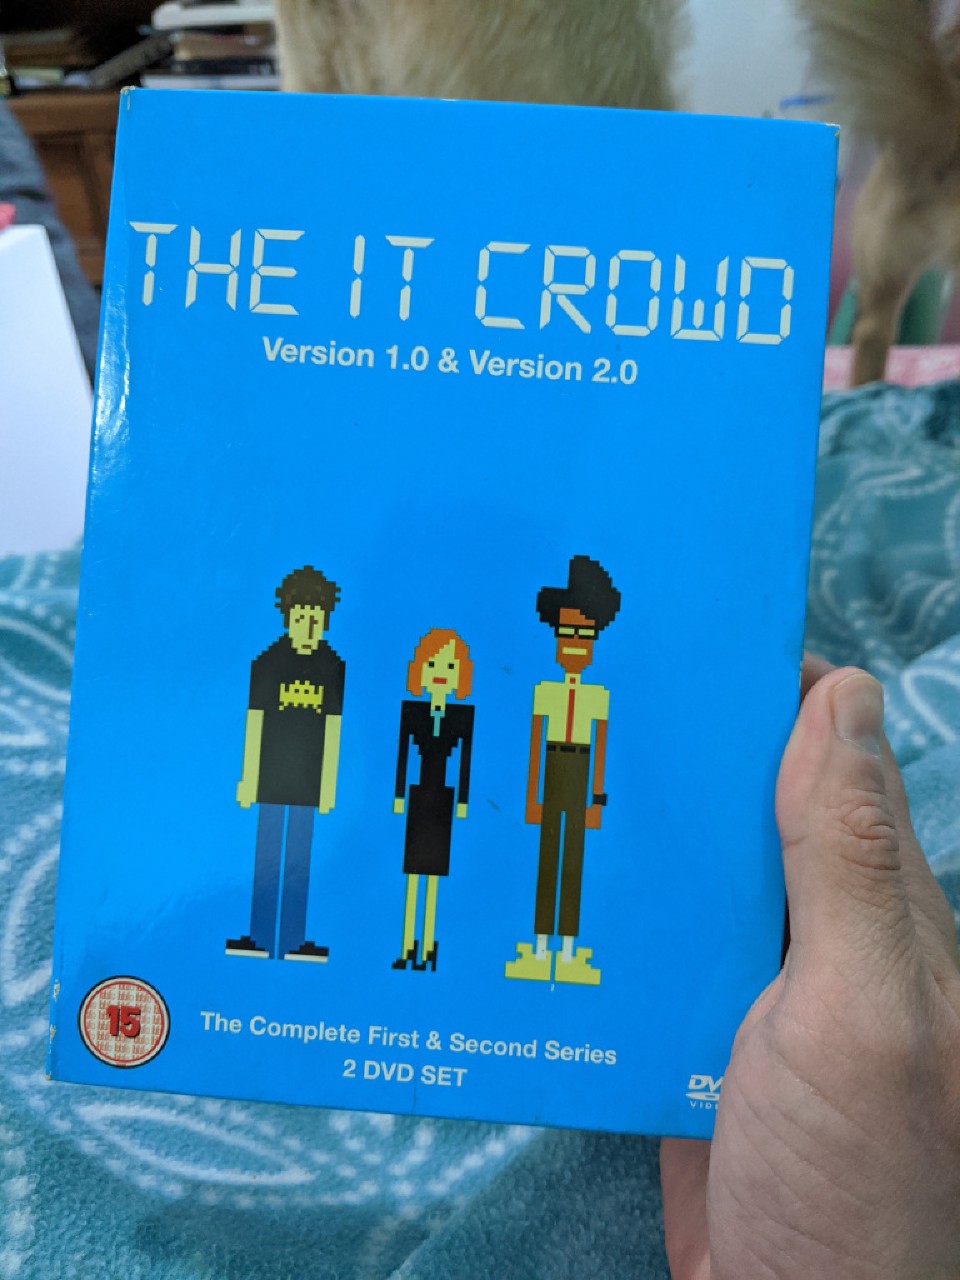 THE IT CROWD
Version 1.0 & Version 2.0
15
The Complete First & Second Series
2 DVD SET